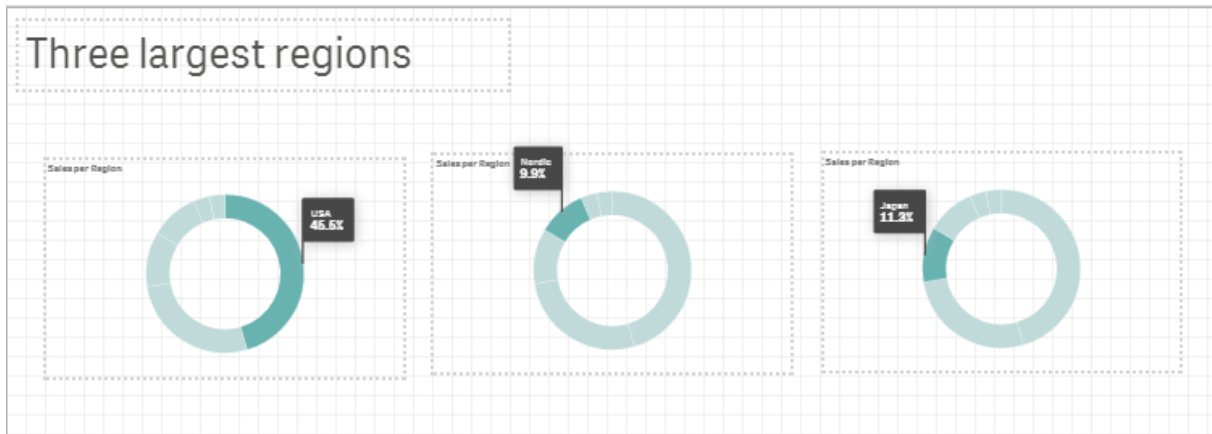 Three largest regions
Sales per Region
USA
45.5%
Sales per Region
Nordic
9.9%
Sales per Region
Japan
11.3%